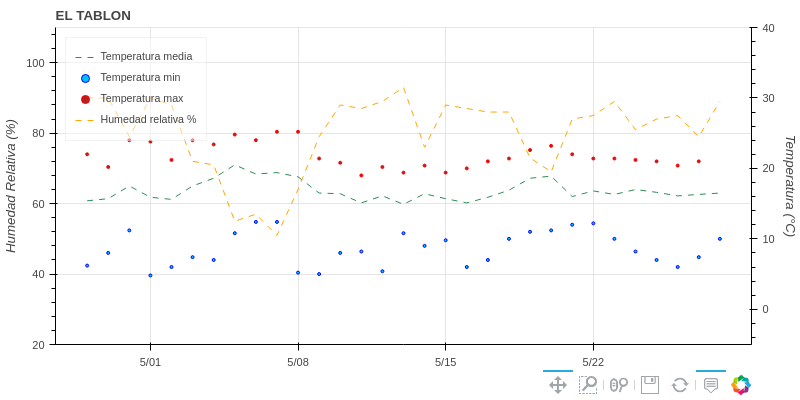 EL TABLON
Temperatura media
Temperatura min
Temperatura max
Humedad relativa %
Humedad Relativa (%)
100
80
60
40
20
Temperatura (°C)
40
30
20
10
0
5/01 5/08 5/15 5/22